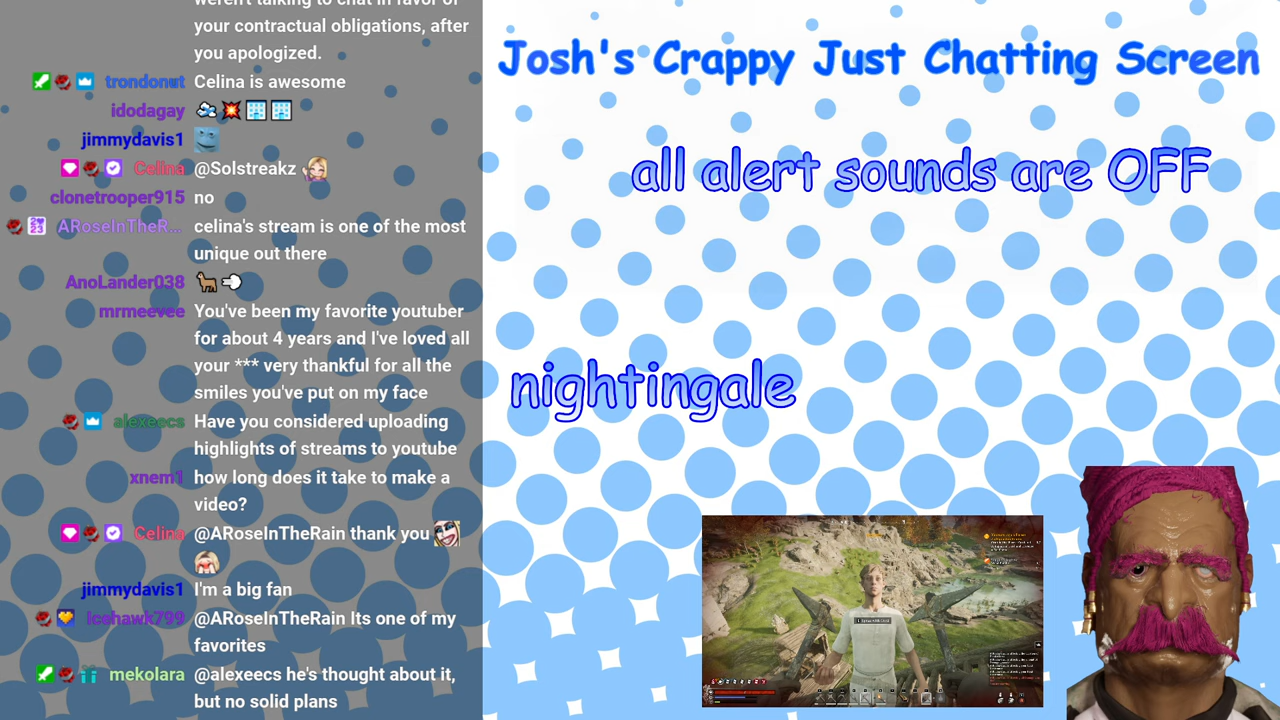 weren't talking to chat in favor of
your contractual obligations, after
you apologized.
trondonut Celina is awesome
idodagay
jimmydavis1
Celina @Solstreakz
clonetrooper915 no
ARoseInTheR... celina's stream is one of the most
unique out there
AnoLander038
mrmeevee You've been my favorite youtuber
for about 4 years and I've loved all
your *** very thankful for all the
smiles you've put on my face
alexeecs Have you considered uploading
highlights of streams to youtube
xnem1 how long does it take to make a
video?
Celina @ARoseInTheRain thank you
jimmydavis1 I'm a big fan
Icehawk799 @ARoseInTheRain Its one of my
favorites
mekolara @alexeecs He's thought about it,
but no solid plans
Josh's Crappy Just Chatting Screen
all alert sounds are OFF
nightingale